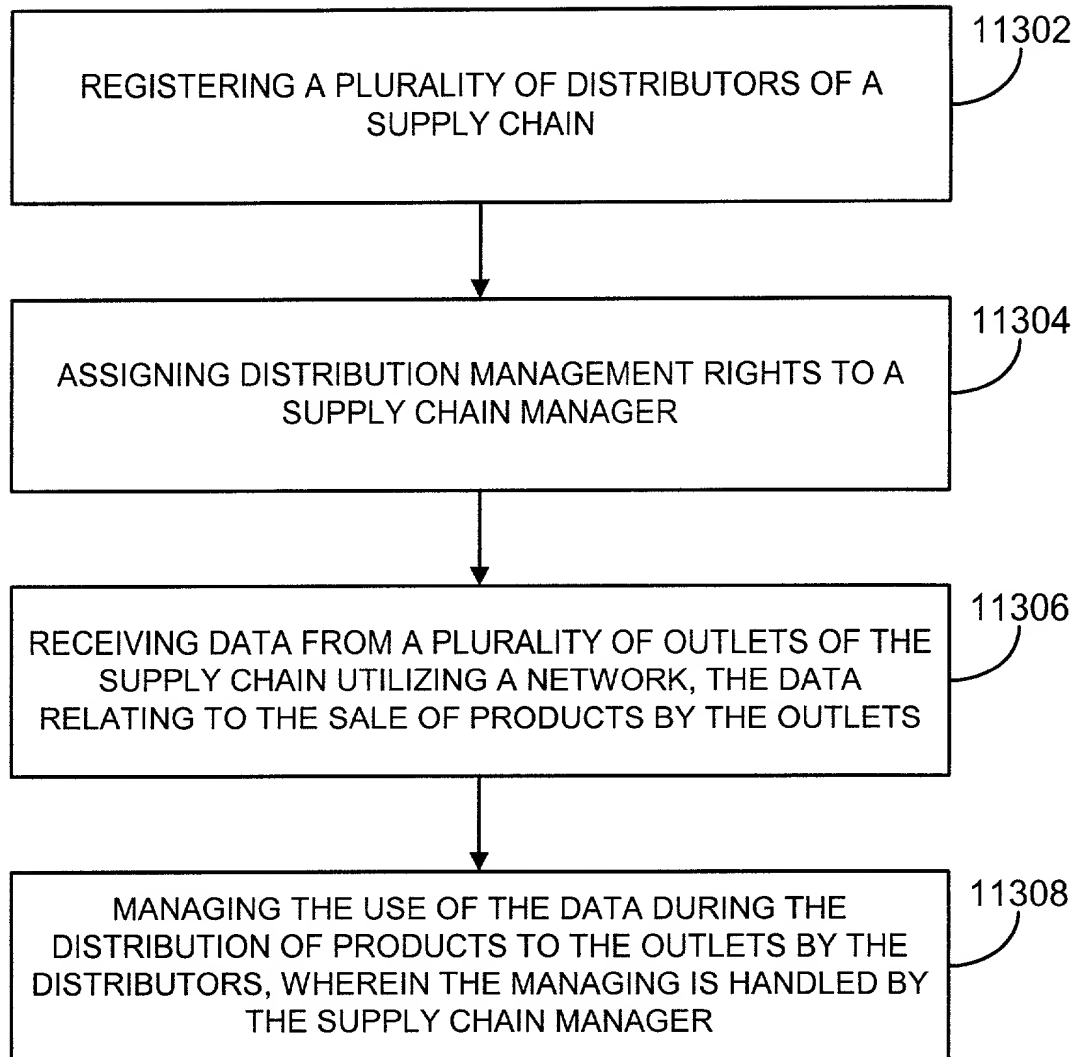 11302
REGISTERING A PLURALITY OF DISTRIBUTORS OF A
SUPPLY CHAIN
11304
ASSIGNING DISTRIBUTION MANAGEMENT RIGHTS TO A
SUPPLY CHAIN MANAGER
11306
RECEIVING DATA FROM A PLURALITY OF OUTLETS OF THE
SUPPLY CHAIN UTILIZING A NETWORK, THE DATA
RELATING TO THE SALE OF PRODUCTS BY THE OUTLETS
11308
MANAGING THE USE OF THE DATA DURING THE
DISTRIBUTION OF PRODUCTS TO THE OUTLETS BY THE
DISTRIBUTORS, WHEREIN THE MANAGING IS HANDLED BY
THE SUPPLY CHAIN MANAGER